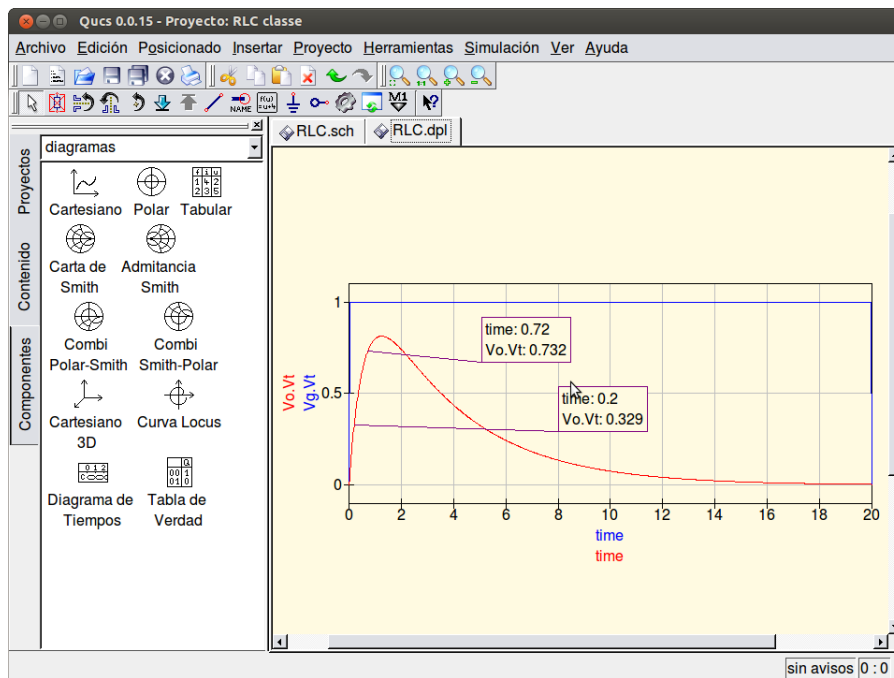 Qucs 0.0.15 - Proyecto: RLC classe
Archivo Edición Posicionado Insertar Proyecto Herramientas Simulación Ver Ayuda
1:1
NAME
f(u)
M1
RLC.sch RLC.dpl
Proyectos
Contenido
Componentes
diagramas
Cartesiano Polar Tabular
Carta de Smith
Admitancia Smith
Combi Polar-Smith
Combi Smith-Polar
Cartesiano 3D
Curva Locus
Diagrama de Tiempos
Tabla de Verdad
Vo.Vt
Vg.Vt
1
0.5
0
time: 0.72
Vo.Vt: 0.732
time: 0.2
Vo.Vt: 0.329
0 2 4 6 8 10 12 14 16 18 20
time
time
sin avisos 0 : 0